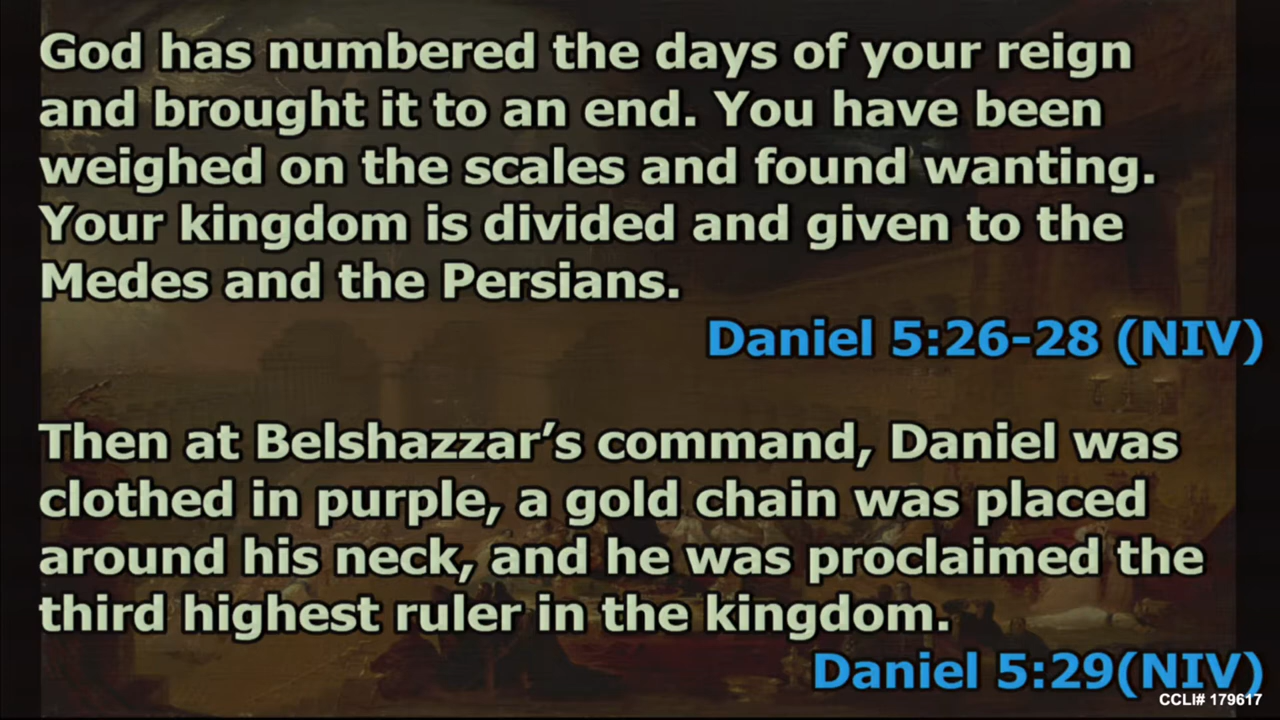 God has numbered the days of your reign
and brought it to an end. You have been
weighed on the scales and found wanting.
Your kingdom is divided and given to the
Medes and the Persians.
Daniel 5:26-28 (NIV)
Then at Belshazzar’s command, Daniel was
clothed in purple, a gold chain was placed
around his neck, and he was proclaimed the
third highest ruler in the kingdom.
Daniel 5:29(NIV)
CCLI# 179617